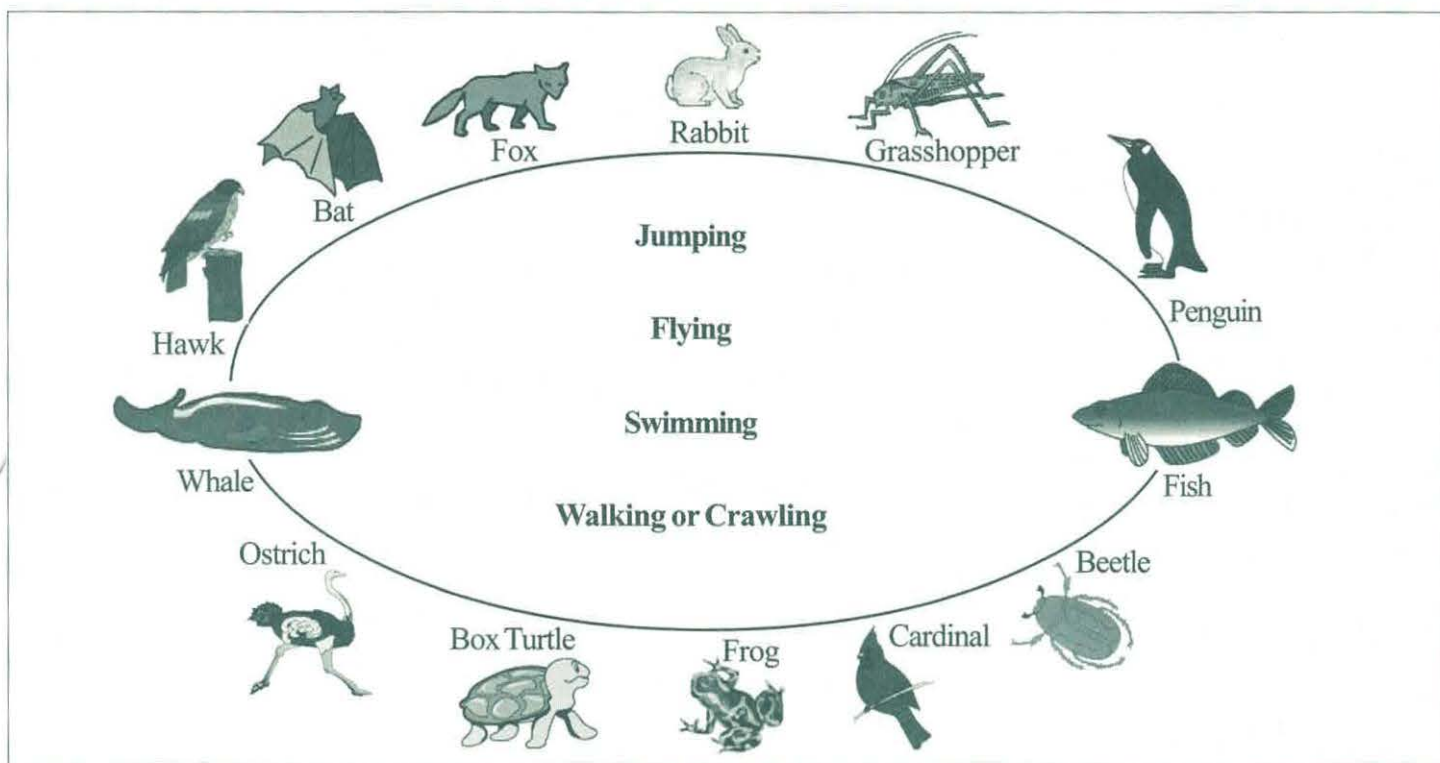 Rabbit
Fox
Grasshopper
Bat
Jumping
Penguin
Flying
Hawk
Swimming
Whale
Fish
Walking or Crawling
Ostrich
Beetle
Box Turtle
Frog
Cardinal